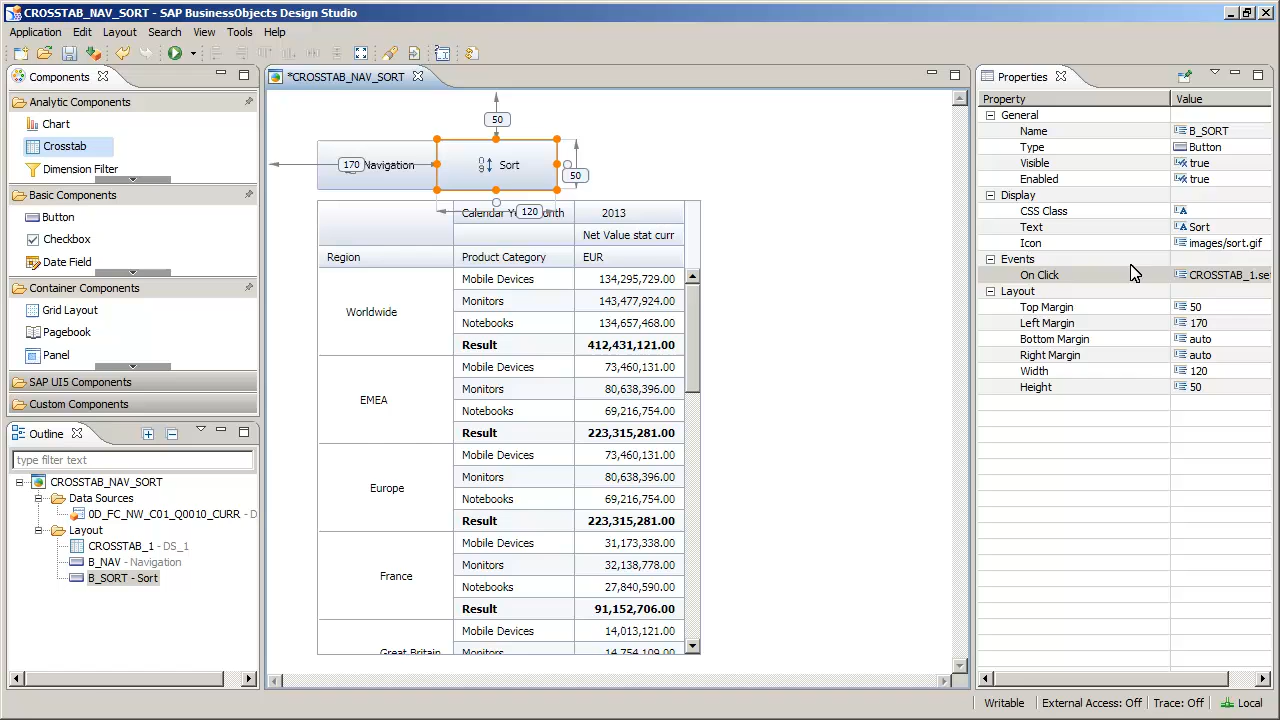 CROSSTAB_NAV_SORT - SAP BusinessObjects Design Studio
Application Edit Layout Search View Tools Help
Components
Analytic Components
Chart
Crosstab
Dimension Filter
Basic Components
Button
Checkbox
Date Field
Container Components
Grid Layout
Pagebook
Panel
SAP UI5 Components
Custom Components
Outline
type filter text
CROSSTAB_NAV_SORT
Data Sources
0D_FC_NW_C01_Q0010_CURR - D
Layout
CROSSTAB_1 - DS_1
B_NAV - Navigation
B_SORT - Sort
*CROSSTAB_NAV_SORT
50
170 Navigation Sort
50
120
Calendar Year/Month 2013
Net Value stat curr
Region Product Category EUR
Worldwide
Mobile Devices 134,295,729.00
Monitors 143,477,924.00
Notebooks 134,657,468.00
Result 412,431,121.00
EMEA
Mobile Devices 73,460,131.00
Monitors 80,638,396.00
Notebooks 69,216,754.00
Result 223,315,281.00
Europe
Mobile Devices 73,460,131.00
Monitors 80,638,396.00
Notebooks 69,216,754.00
Result 223,315,281.00
France
Mobile Devices 31,173,338.00
Monitors 32,138,778.00
Notebooks 27,840,590.00
Result 91,152,706.00
Great Britain
Mobile Devices 14,013,121.00
Monitors 14,754,109.00
Properties
Property Value
General
Name B_SORT
Type Button
Visible true
Enabled true
Display
CSS Class
Text Sort
Icon images/sort.gif
Events
On Click CROSSTAB_1.se
Layout
Top Margin 50
Left Margin 170
Bottom Margin auto
Right Margin auto
Width 120
Height 50
Writable External Access: Off Trace: Off Local